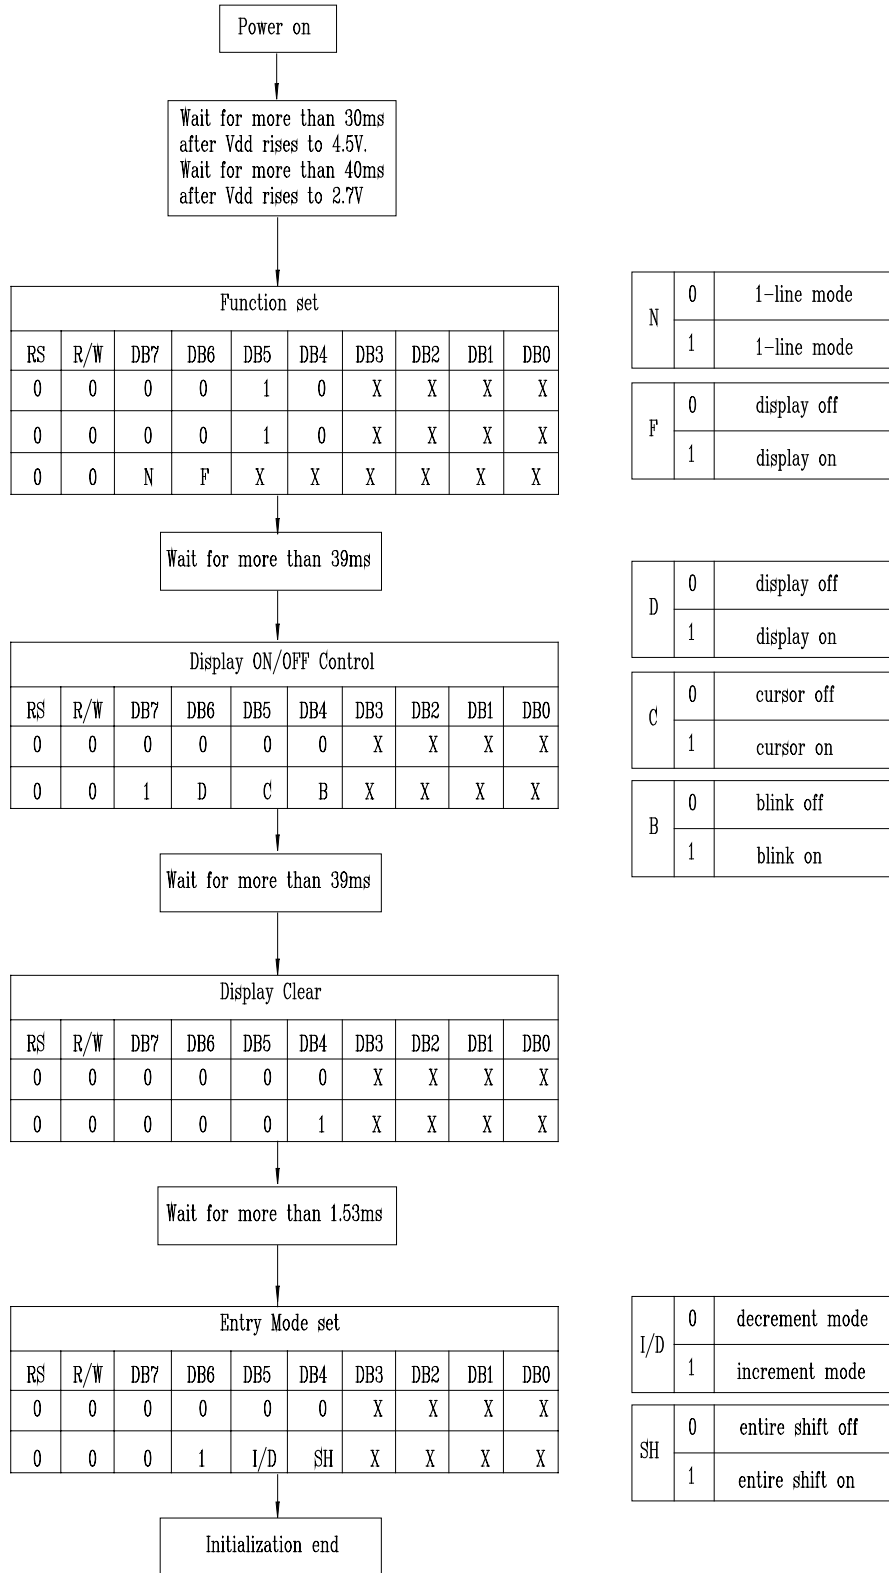 Power on
Wait for more than 30ms
after Vdd rises to 4.5V.
Wait for more than 40ms
after Vdd rises to 2.7V
Function set
RS R/W DB7 DB6 DB5 DB4 DB3 DB2 DB1 DB0
0 0 0 0 1 0 X X X X
0 0 0 0 1 0 X X X X
0 0 N F X X X X X X
N 0 1-line mode
1 1-line mode
F 0 display off
1 display on
Wait for more than 39ms
Display ON/OFF Control
RS R/W DB7 DB6 DB5 DB4 DB3 DB2 DB1 DB0
0 0 0 0 0 0 X X X X
0 0 1 D C B X X X X
D 0 display off
1 display on
C 0 cursor off
1 cursor on
B 0 blink off
1 blink on
Wait for more than 39ms
Display Clear
RS R/W DB7 DB6 DB5 DB4 DB3 DB2 DB1 DB0
0 0 0 0 0 0 X X X X
0 0 0 0 0 1 X X X X
Wait for more than 1.53ms
Entry Mode set
RS R/W DB7 DB6 DB5 DB4 DB3 DB2 DB1 DB0
0 0 0 0 0 0 X X X X
0 0 0 1 I/D SH X X X X
I/D 0 decrement mode
1 increment mode
SH 0 entire shift off
1 entire shift on
Initialization end